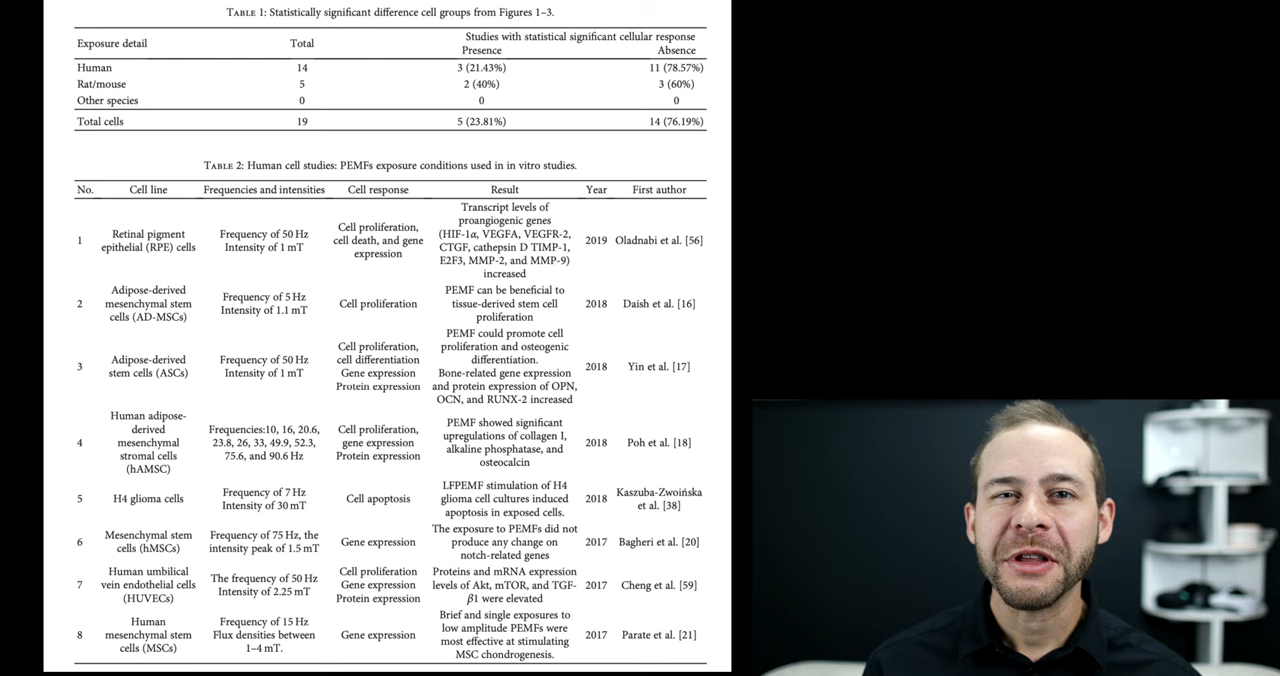 TABLE 1: Statistically significant difference cell groups from Figures 1–3.
Exposure detail Total Studies with statistical significant cellular response
Presence Absence
Human 14 3 (21.43%) 11 (78.57%)
Rat/mouse 5 2 (40%) 3 (60%)
Other species 0 0 0
Total cells 19 5 (23.81%) 14 (76.19%)
TABLE 2: Human cell studies: PEMFs exposure conditions used in in vitro studies.
No. Cell line Frequencies and intensities Cell response Result Year First author
1
Retinal pigment
epithelial (RPE) cells
Frequency of 50 Hz
Intensity of 1 mT
Cell proliferation,
cell death, and gene
expression
Transcript levels of
proangiogenic genes
(HIF-1α, VEGFA, VEGFR-2,
CTGF, cathepsin D TIMP-1,
E2F3, MMP-2, and MMP-9)
increased
2019
Oladnabi et al. [56]
2
Adipose-derived
mesenchymal stem
cells (AD-MSCs)
Frequency of 5 Hz
Intensity of 1.1 mT
Cell proliferation
PEMF can be beneficial to
tissue-derived stem cell
proliferation
2018
Daish et al. [16]
3
Adipose-derived
stem cells (ASCs)
Frequency of 50 Hz
Intensity of 1 mT
Cell proliferation,
cell differentiation
Gene expression
Protein expression
PEMF could promote cell
proliferation and osteogenic
differentiation.
Bone-related gene expression
and protein expression of OPN,
OCN, and RUNX-2 increased
2018
Yin et al. [17]
4
Human adipose-
derived
mesenchymal
stromal cells
(hAMSC)
Frequencies:10, 16, 20.6,
23.8, 26, 33, 49.9, 52.3,
75.6, and 90.6 Hz
Cell proliferation,
gene expression
Protein expression
PEMF showed significant
upregulations of collagen I,
alkaline phosphatase, and
osteocalcin
2018
Poh et al. [18]
5
H4 glioma cells
Frequency of 7 Hz
Intensity of 30 mT
Cell apoptosis
LFPEMF stimulation of H4
glioma cell cultures induced
apoptosis in exposed cells.
2018
Kaszuba-Zwoińska
et al. [38]
6
Mesenchymal stem
cells (hMSCs)
Frequency of 75 Hz, the
intensity peak of 1.5 mT
Gene expression
The exposure to PEMFs did not
produce any change on
notch-related genes
2017
Bagheri et al. [20]
7
Human umbilical
vein endothelial cells
(HUVECs)
The frequency of 50 Hz
Intensity of 2.25 mT
Cell proliferation
Gene expression
Protein expression
Proteins and mRNA expression
levels of Akt, mTOR, and TGF-
β1 were elevated
2017
Cheng et al. [59]
8
Human
mesenchymal stem
cells (MSCs)
Frequency of 15 Hz
Flux densities between
1–4 mT.
Gene expression
Brief and single exposures to
low amplitude PEMFs were
most effective at stimulating
MSC chondrogenesis.
2017
Parate et al. [21]